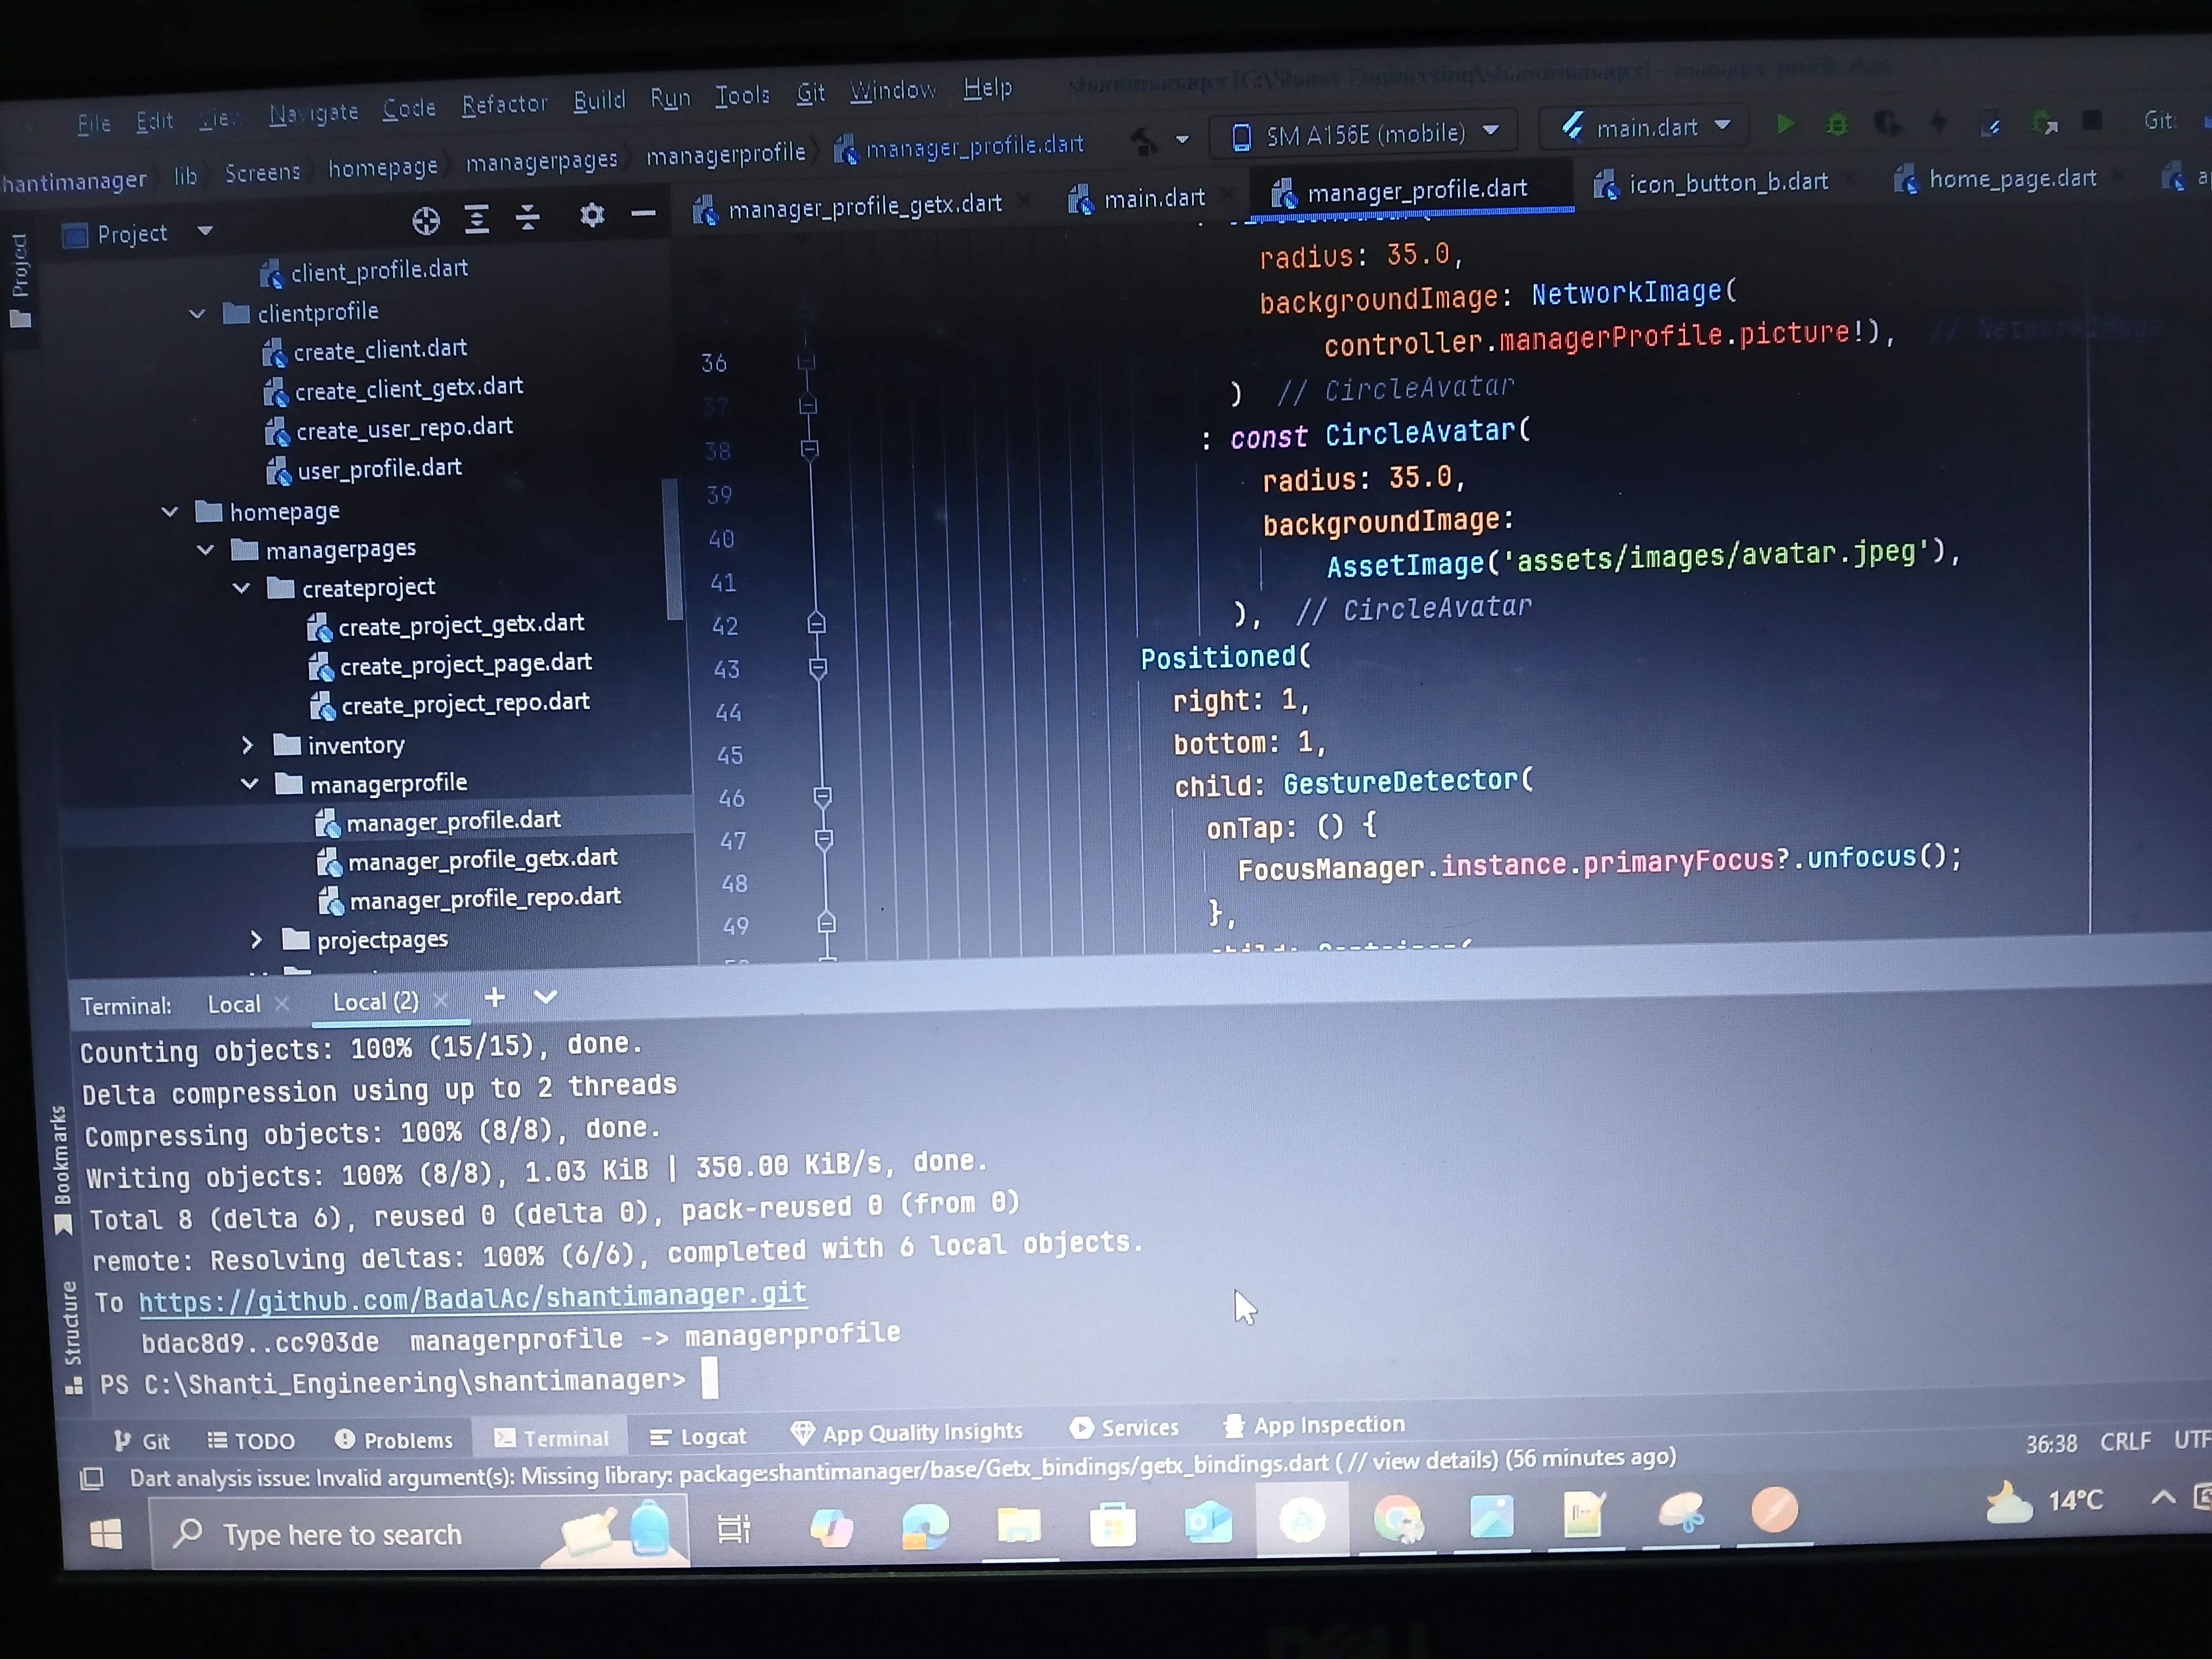 File Edit View Navigate Code Refactor Build Run Tools Git Window Help
shantimanager lib Screens homepage managerpages managerprofile manager_profile.dart SM A156E (mobile) main.dart Git:
Project
manager_profile_getx.dart main.dart manager_profile.dart icon_button_b.dart home_page.dart
Project
client_profile.dart
clientprofile
create_client.dart
create_client_getx.dart
create_user_repo.dart
user_profile.dart
homepage
managerpages
createproject
create_project_getx.dart
create_project_page.dart
create_project_repo.dart
inventory
managerprofile
manager_profile.dart
manager_profile_getx.dart
manager_profile_repo.dart
projectpages
radius: 35.0,
backgroundImage: NetworkImage(
36 controller.managerProfile.picture!), // NetworkImage
37 ) // CircleAvatar
38 : const CircleAvatar(
39 radius: 35.0,
40 backgroundImage:
41 AssetImage('assets/images/avatar.jpeg'),
42 ), // CircleAvatar
43 Positioned(
44 right: 1,
45 bottom: 1,
46 child: GestureDetector(
47 onTap: () {
48 FocusManager.instance.primaryFocus?.unfocus();
49 },
Terminal: Local Local (2)
Counting objects: 100% (15/15), done.
Delta compression using up to 2 threads
Compressing objects: 100% (8/8), done.
Writing objects: 100% (8/8), 1.03 KiB | 350.00 KiB/s, done.
Total 8 (delta 6), reused 0 (delta 0), pack-reused 0 (from 0)
remote: Resolving deltas: 100% (6/6), completed with 6 local objects.
To https://github.com/BadalAc/shantimanager.git
bdac8d9..cc903de managerprofile -> managerprofile
PS C:\Shanti_Engineering\shantimanager>
Bookmarks
Structure
Git TODO Problems Terminal Logcat App Quality Insights Services App Inspection
Dart analysis issue: Invalid argument(s): Missing library: package:shantimanager/base/Getx_bindings/getx_bindings.dart ( // view details) (56 minutes ago)
36:38 CRLF UTF
Type here to search
14°C
DELL